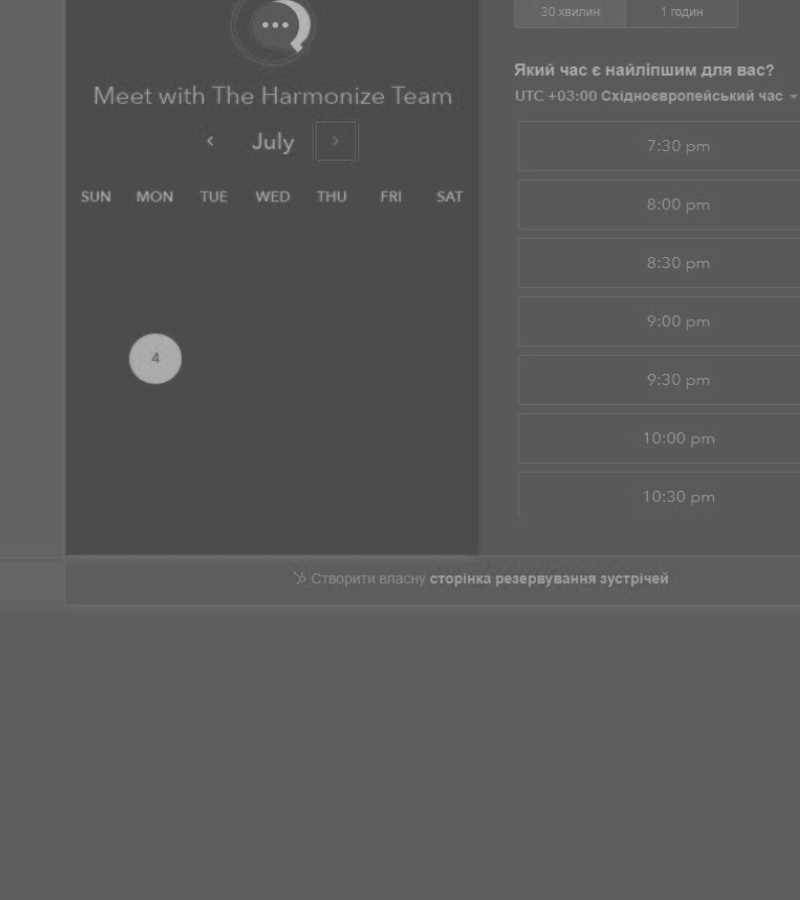 30 хвилин 1 годин
Meet with The Harmonize Team
July
SUN MON TUE WED THU FRI SAT
4
Який час є найліпшим для вас?
UTC +03:00 Східноєвропейський час
7:30 pm
8:00 pm
8:30 pm
9:00 pm
9:30 pm
10:00 pm
10:30 pm
Створити власну сторінка резервування зустрічей